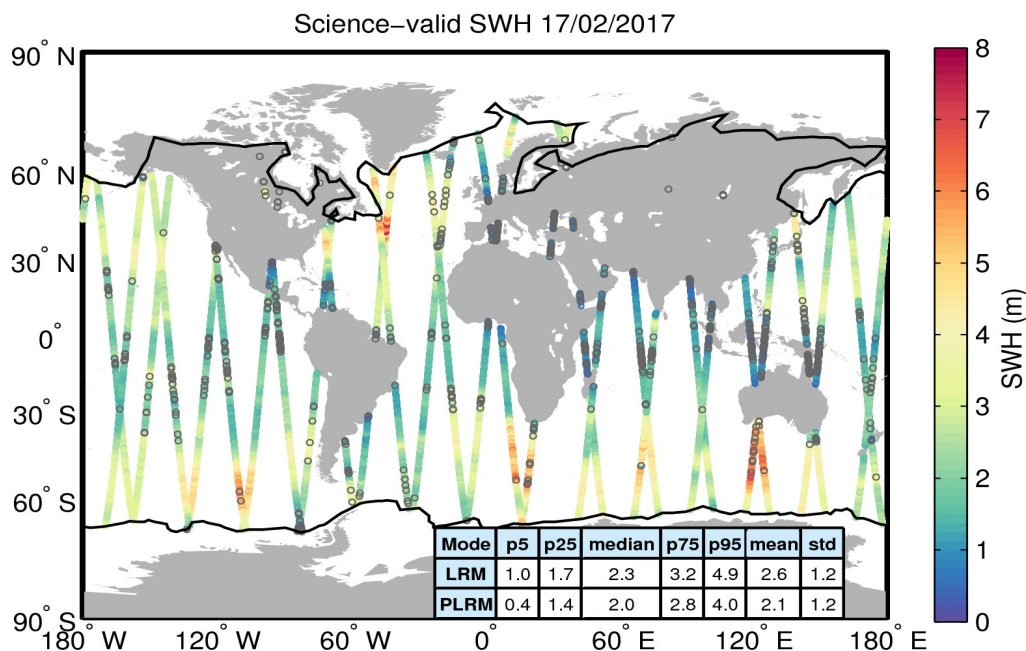 Science−valid SWH 17/02/2017
90° N
60° N
30° N
0°
30° S
60° S
90° S
180° W
120° W
60° W
0°
60° E
120° E
180° E
Mode p5 p25 median p75 p95 mean std
LRM 1.0 1.7 2.3 3.2 4.9 2.6 1.2
PLRM 0.4 1.4 2.0 2.8 4.0 2.1 1.2
8
7
6
5
4
3
2
1
0
SWH (m)